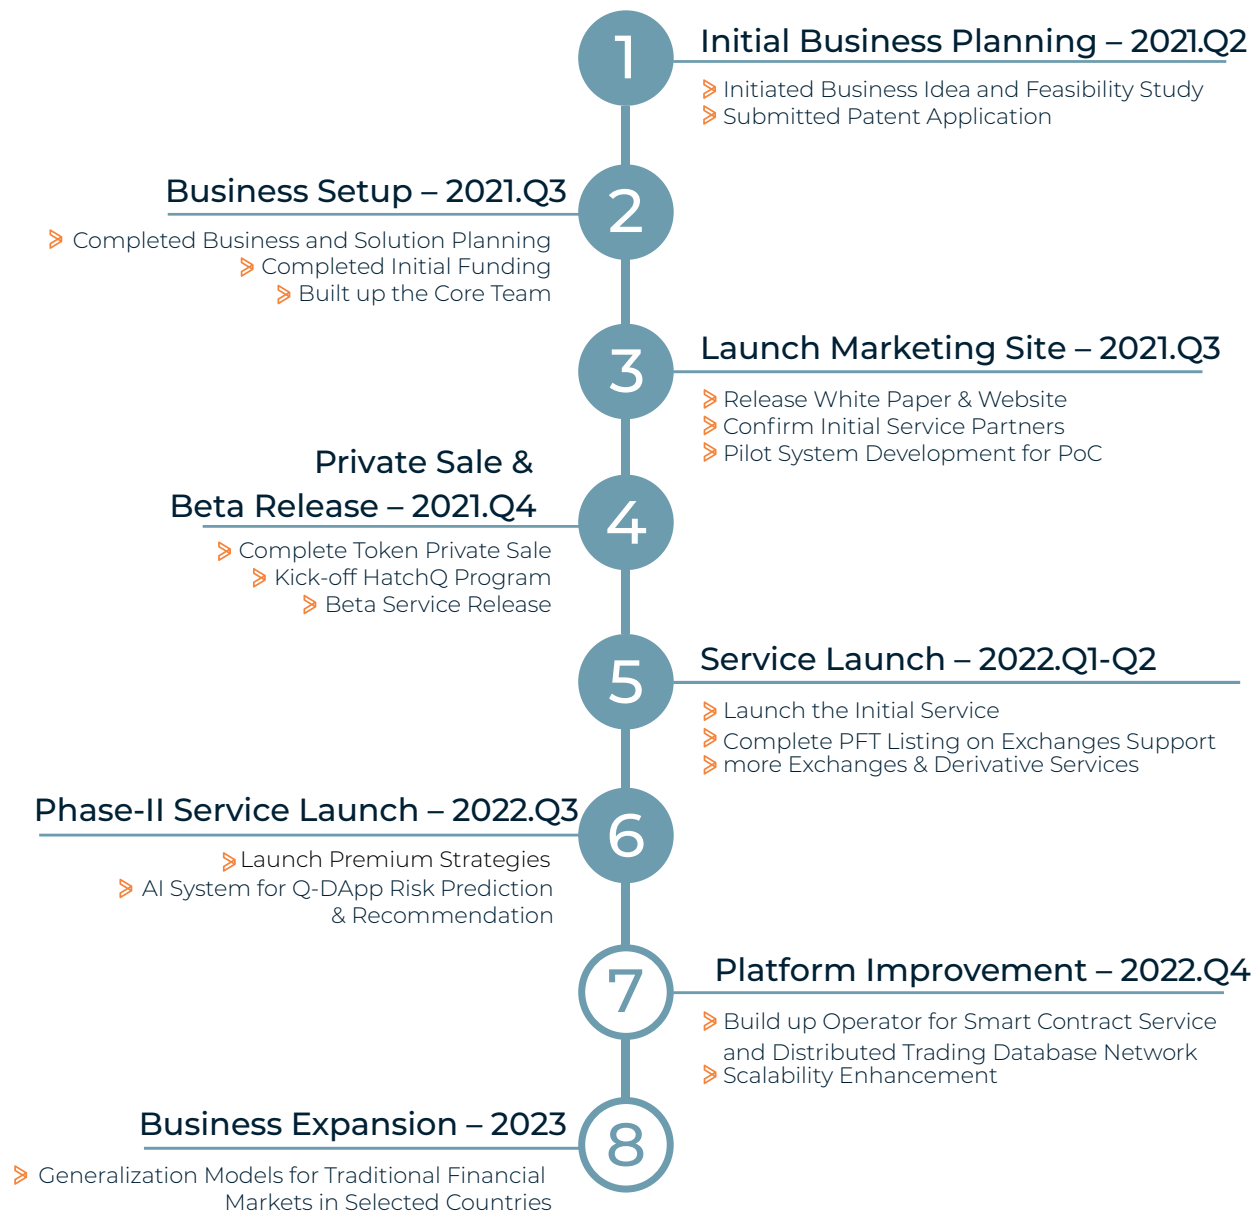 1
Initial Business Planning – 2021.Q2
Initiated Business Idea and Feasibility Study
Submitted Patent Application
Business Setup – 2021.Q3
2
Completed Business and Solution Planning
Completed Initial Funding
Built up the Core Team
3
Launch Marketing Site – 2021.Q3
Release White Paper & Website
Confirm Initial Service Partners
Pilot System Development for PoC
Private Sale &
Beta Release – 2021.Q4
4
Complete Token Private Sale
Kick-off HatchQ Program
Beta Service Release
5
Service Launch – 2022.Q1-Q2
Launch the Initial Service
Complete PFT Listing on Exchanges Support
more Exchanges & Derivative Services
Phase-II Service Launch – 2022.Q3
6
Launch Premium Strategies
AI System for Q-DApp Risk Prediction
& Recommendation
7
Platform Improvement – 2022.Q4
Build up Operator for Smart Contract Service
and Distributed Trading Database Network
Scalability Enhancement
Business Expansion – 2023
8
Generalization Models for Traditional Financial
Markets in Selected Countries